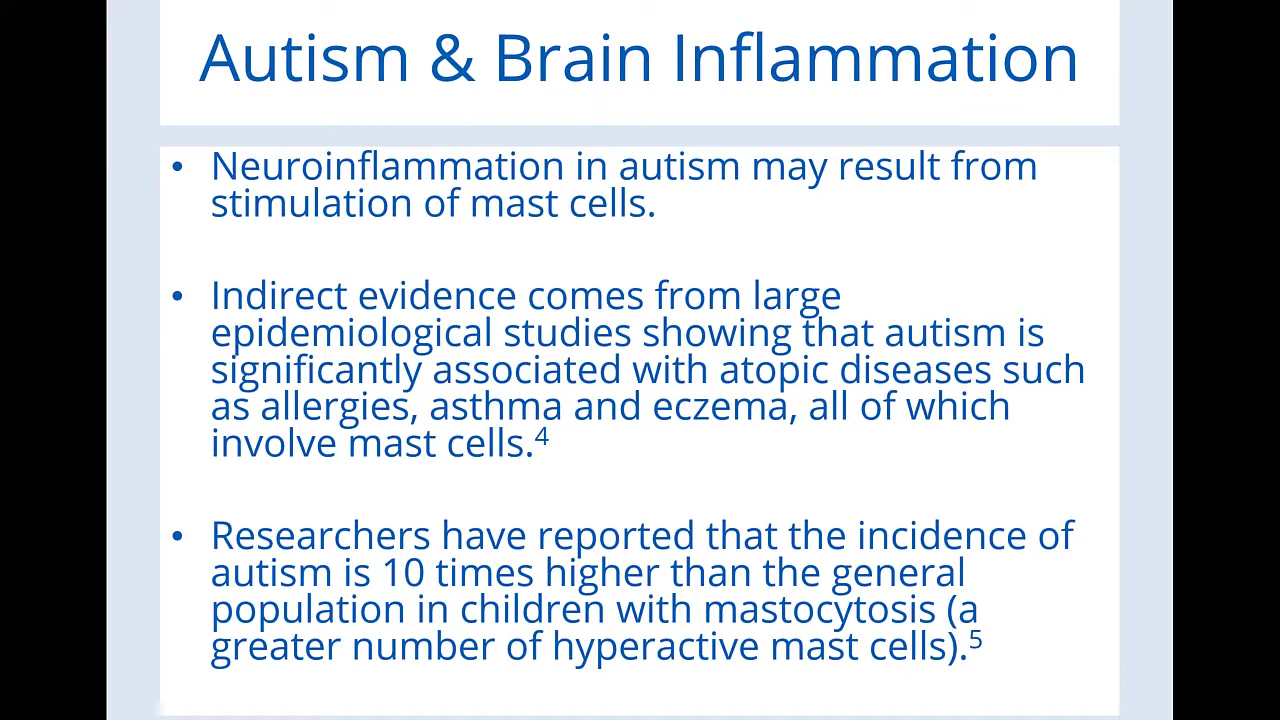 Autism & Brain Inflammation
• Neuroinflammation in autism may result from
stimulation of mast cells.
• Indirect evidence comes from large
epidemiological studies showing that autism is
significantly associated with atopic diseases such
as allergies, asthma and eczema, all of which
involve mast cells.⁴
• Researchers have reported that the incidence of
autism is 10 times higher than the general
population in children with mastocytosis (a
greater number of hyperactive mast cells).⁵